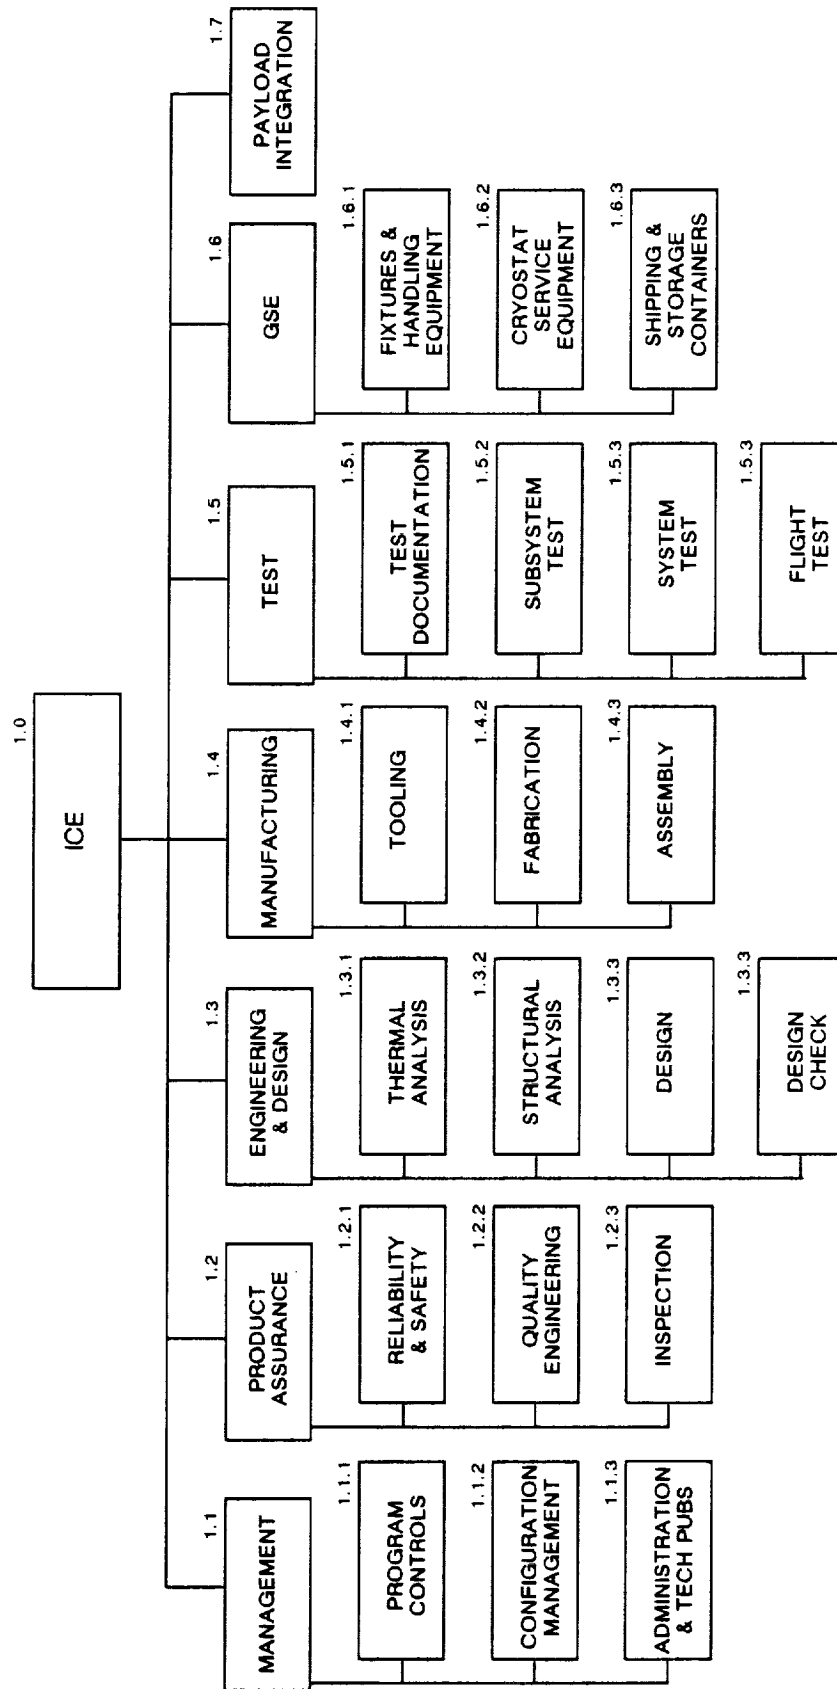 1.0
ICE
1.1
MANAGEMENT
1.1.1
PROGRAM
CONTROLS
1.1.2
CONFIGURATION
MANAGEMENT
1.1.3
ADMINISTRATION
& TECH PUBS
1.2
PRODUCT
ASSURANCE
1.2.1
RELIABILITY
& SAFETY
1.2.2
QUALITY
ENGINEERING
1.2.3
INSPECTION
1.3
ENGINEERING
& DESIGN
1.3.1
THERMAL
ANALYSIS
1.3.2
STRUCTURAL
ANALYSIS
1.3.3
DESIGN
1.3.3
DESIGN
CHECK
1.4
MANUFACTURING
1.4.1
TOOLING
1.4.2
FABRICATION
1.4.3
ASSEMBLY
1.5
TEST
1.5.1
TEST
DOCUMENTATION
1.5.2
SUBSYSTEM
TEST
1.5.3
SYSTEM
TEST
1.5.3
FLIGHT
TEST
1.6
GSE
1.6.1
FIXTURES &
HANDLING
EQUIPMENT
1.6.2
CRYOSTAT
SERVICE
EQUIPMENT
1.6.3
SHIPPING &
STORAGE
CONTAINERS
1.7
PAYLOAD
INTEGRATION